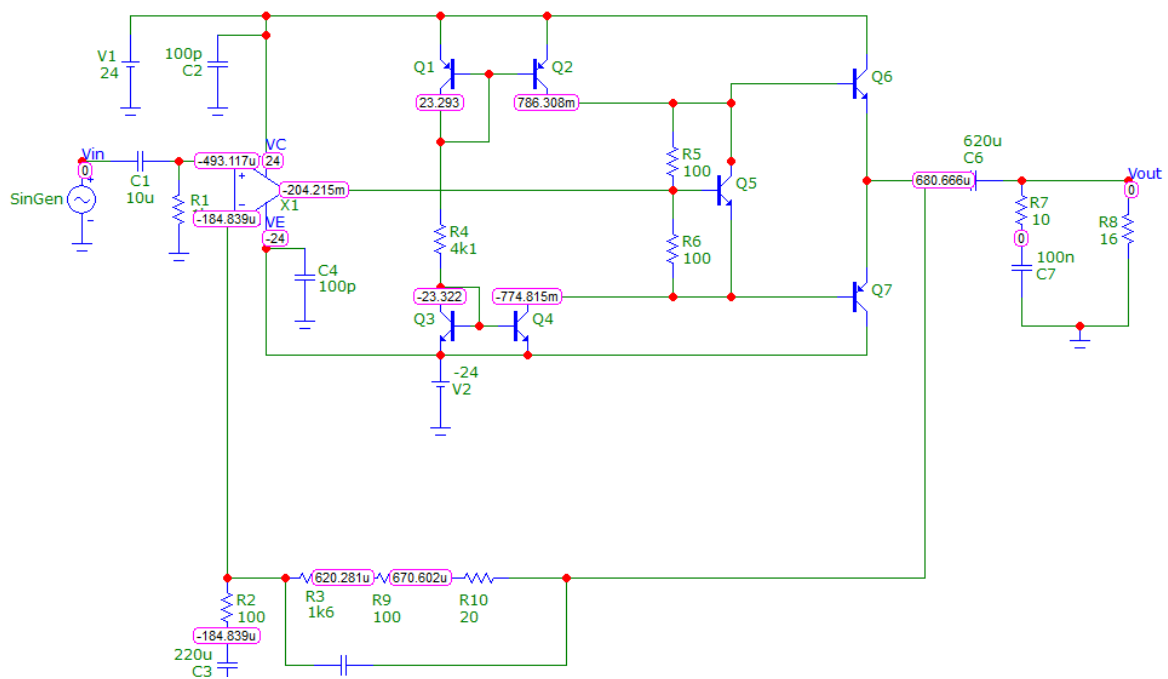 V1
24
100p
C2
Q1
Q2
Q6
23.293
786.308m
Vin
0
-493.117u
VC
24
620u
C6
Vout
0
R5
100
Q5
680.666u
SinGen
C1
10u
R1
-204.215m
X1
-184.839u
VE
-24
R7
10
0
R8
16
R4
4k1
R6
100
100n
C7
C4
100p
-23.322
-774.815m
Q3
Q4
Q7
-24
V2
R3
1k6
620.281u
R9
100
670.602u
R10
20
R2
100
-184.839u
220u
C3